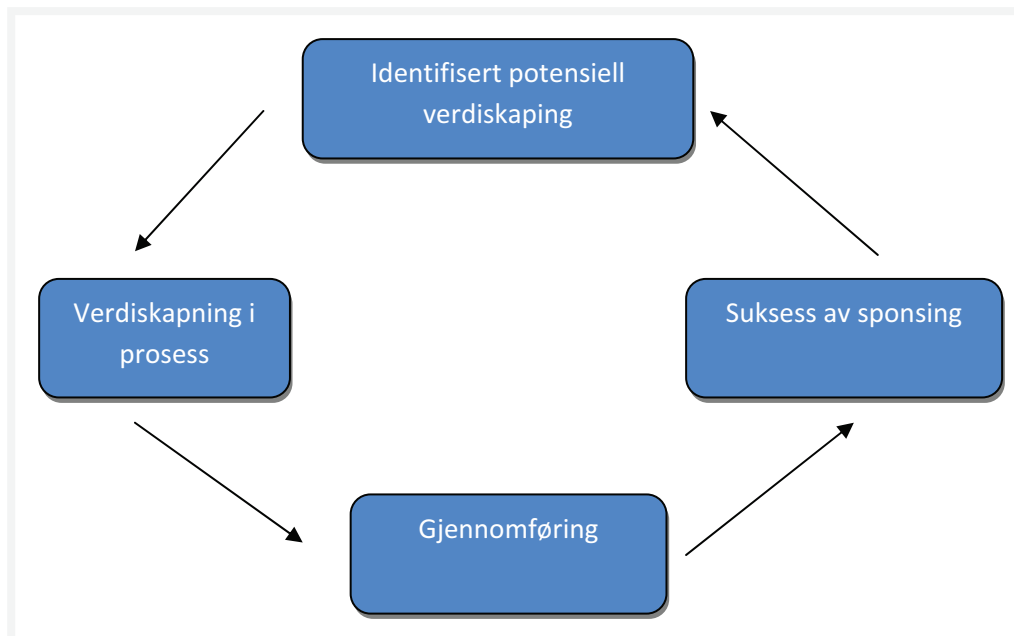 Identifisert potensiell
verdiskaping
Verdiskapning i
prosess
Suksess av sponsing
Gjennomføring